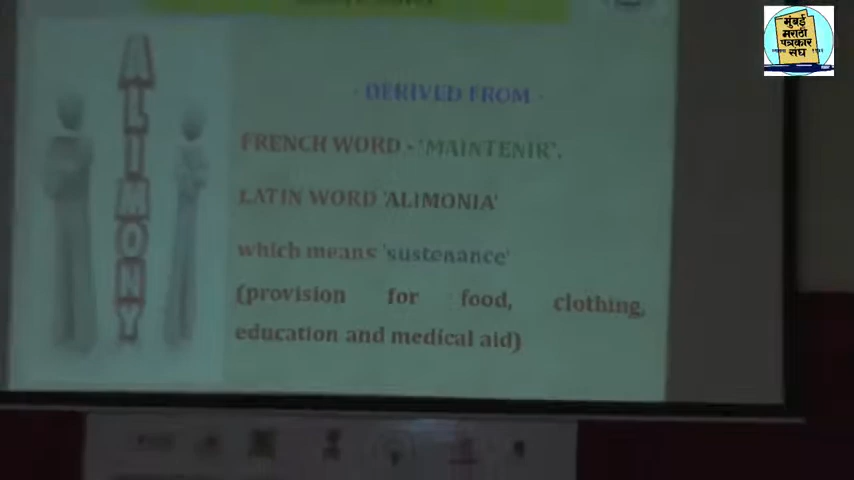 मुंबई
मराठी
पत्रकार
संघ
ALIMONY
DERIVED FROM
FRENCH WORD - 'MAINTENIR'.
LATIN WORD 'ALIMONIA'
which means 'sustenance'
(provision for food, clothing,
education and medical aid)